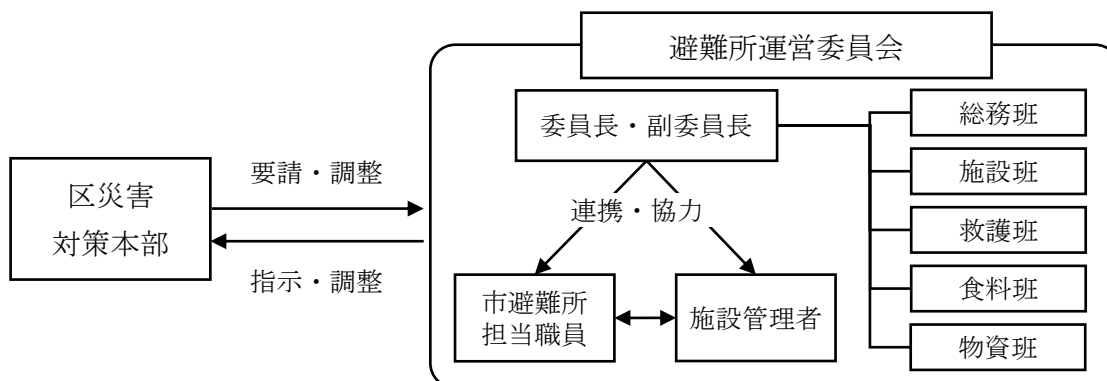 避難所運営委員会
委員長・副委員長
総務班
施設班
救護班
食料班
物資班
区災害
対策本部
要請・調整
指示・調整
連携・協力
市避難所
担当職員
施設管理者